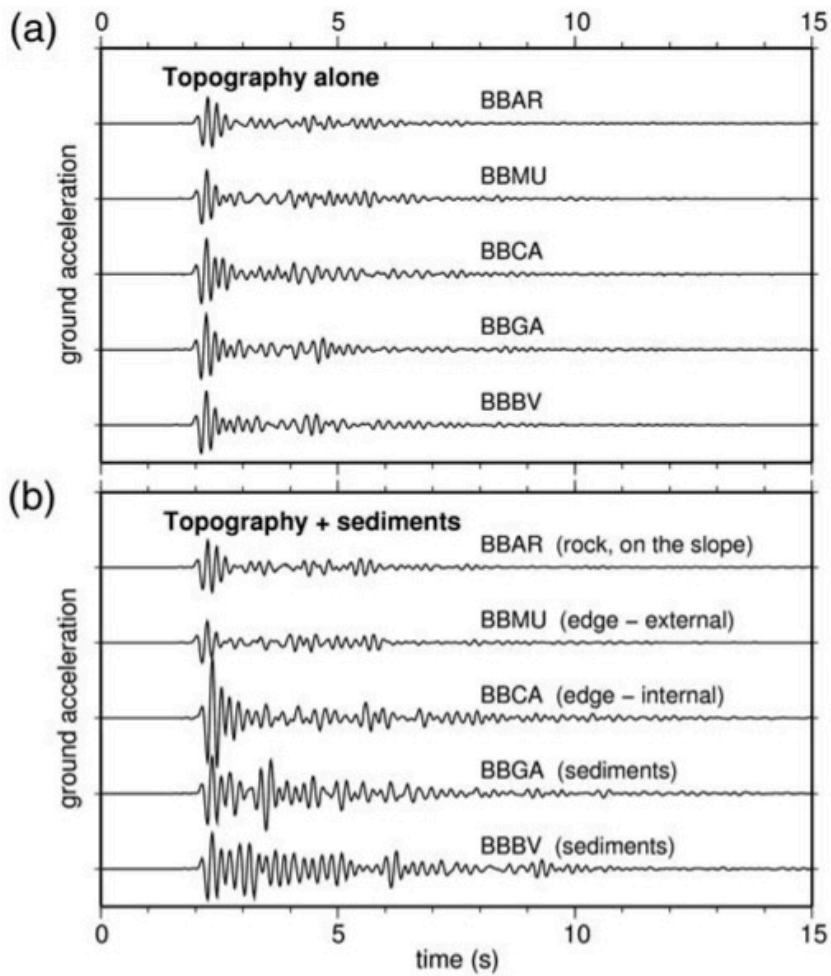 0 5 10 15
(a)
Topography alone
BBAR
BBMU
BBCA
BBGA
BBBV
ground acceleration
(b)
Topography + sediments
BBAR (rock, on the slope)
BBMU (edge – external)
BBCA (edge – internal)
BBGA (sediments)
BBBV (sediments)
ground acceleration
0 5 10 15
time (s)